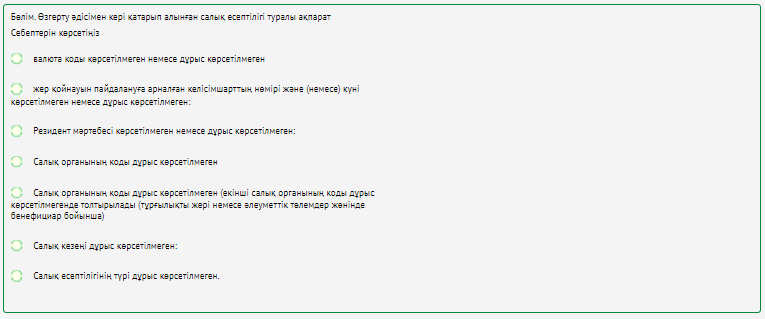 Бөлім. Өзгерту әдісімен кері қатарып алынған салық есептілігі туралы ақпарат
Себептерін көрсетіңіз
валюта коды көрсетілмеген немесе дұрыс көрсетілмеген
жер қойнауын пайдалануға арналған келісімшарттың нөмірі және (немесе) күні
көрсетілмеген немесе дұрыс көрсетілмеген:
Резидент мәртебесі көрсетілмеген немесе дұрыс көрсетілмеген:
Салық органының коды дұрыс көрсетілмеген
Салық органының коды дұрыс көрсетілмеген (екінші салық органының коды дұрыс
көрсетілмегенде толтырылады (тұрғылықты жері немесе әлеуметтік төлемдер жөнінде
бенефициар бойынша)
Салық кезеңі дұрыс көрсетілмеген:
Салық есептілігінің түрі дұрыс көрсетілмеген.